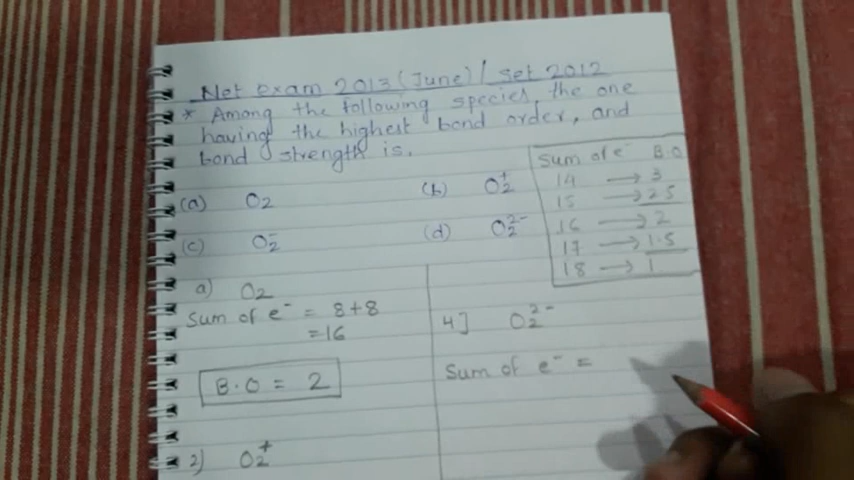 Net exam 2013 (June) / set 2012
* Among the following species, the one
having the highest bond order, and
bond strength is.
(a) O₂ (b) O₂⁺
(c) O₂⁻ (d) O₂²⁻
Sum of e⁻ B.O
14 → 3
15 → 2.5
16 → 2
17 → 1.5
18 → 1
a) O₂
Sum of e⁻ = 8+8
=16
B.O = 2
2) O₂⁺
4] O₂²⁻
Sum of e⁻ =